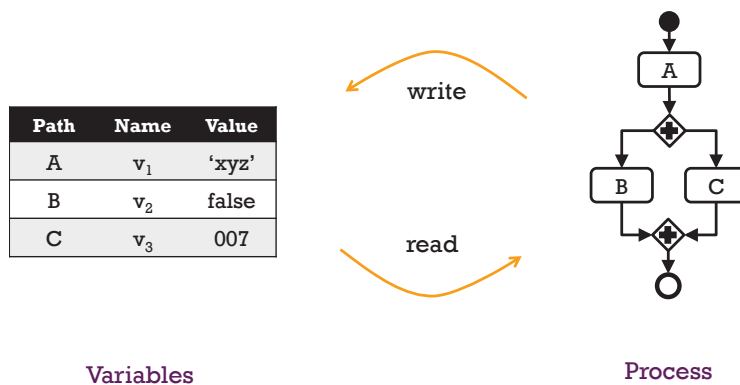 write
Path Name Value
A v₁ ‘xyz’
B v₂ false
C v₃ 007
read
Variables
A
B C
Process